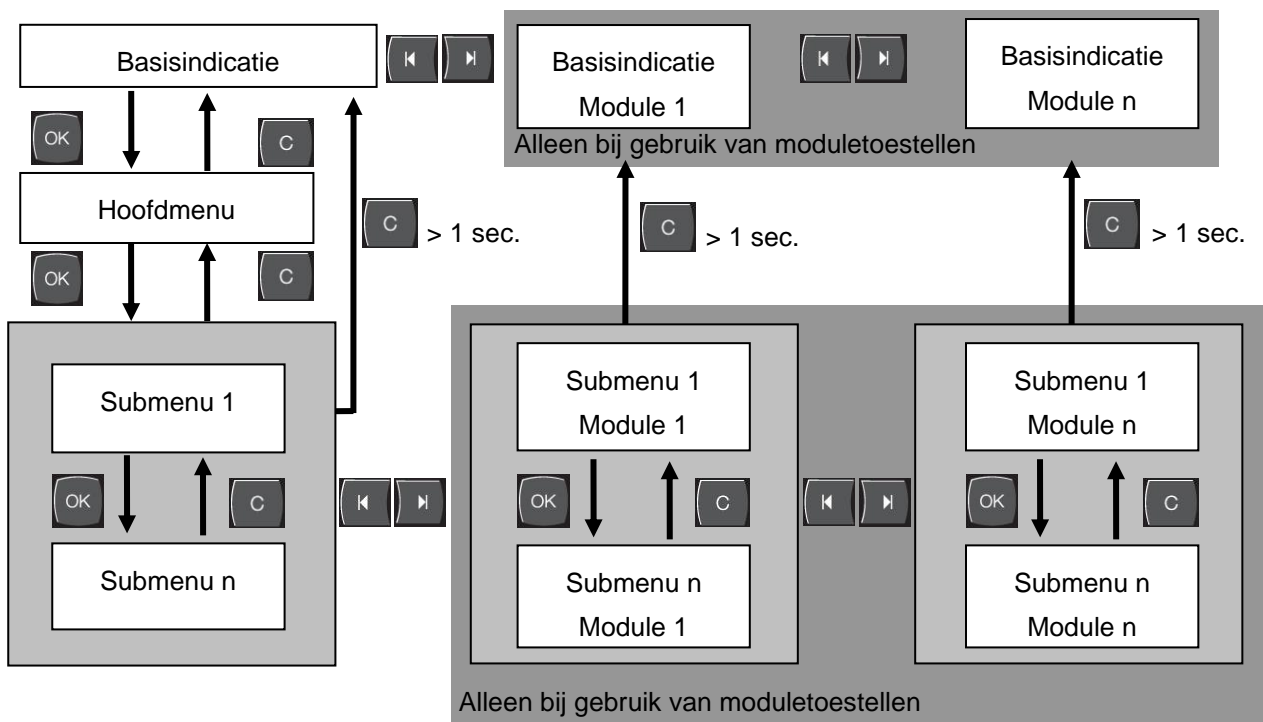 Basisindicatie
Basisindicatie
Module 1
Basisindicatie
Module n
Alleen bij gebruik van moduletoestellen
OK
C
Hoofdmenu
C
> 1 sec.
C
> 1 sec.
C
> 1 sec.
OK
C
Submenu 1
OK
C
Submenu n
Submenu 1
Module 1
OK
C
Submenu n
Module 1
Submenu 1
Module n
OK
C
Submenu n
Module n
Alleen bij gebruik van moduletoestellen